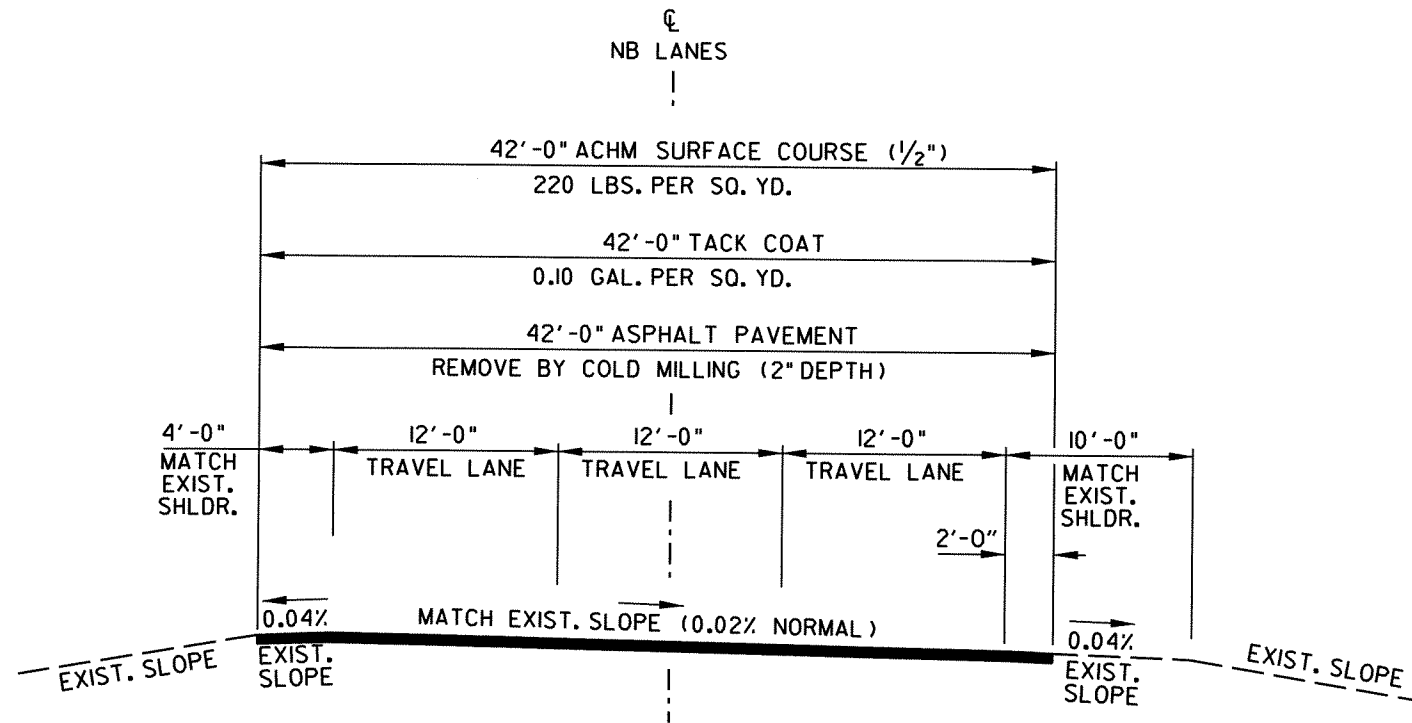 ℄
NB LANES
42'-0" ACHM SURFACE COURSE (1/2")
220 LBS. PER SQ. YD.
42'-0" TACK COAT
0.10 GAL. PER SQ. YD.
42'-0" ASPHALT PAVEMENT
REMOVE BY COLD MILLING (2" DEPTH)
4'-0"
MATCH
EXIST.
SHLDR.
12'-0"
TRAVEL LANE
12'-0"
TRAVEL LANE
12'-0"
TRAVEL LANE
10'-0"
MATCH
EXIST.
SHLDR.
2'-0"
0.04%
EXIST.
SLOPE
MATCH EXIST. SLOPE (0.02% NORMAL)
0.04%
EXIST.
SLOPE
EXIST. SLOPE
EXIST. SLOPE